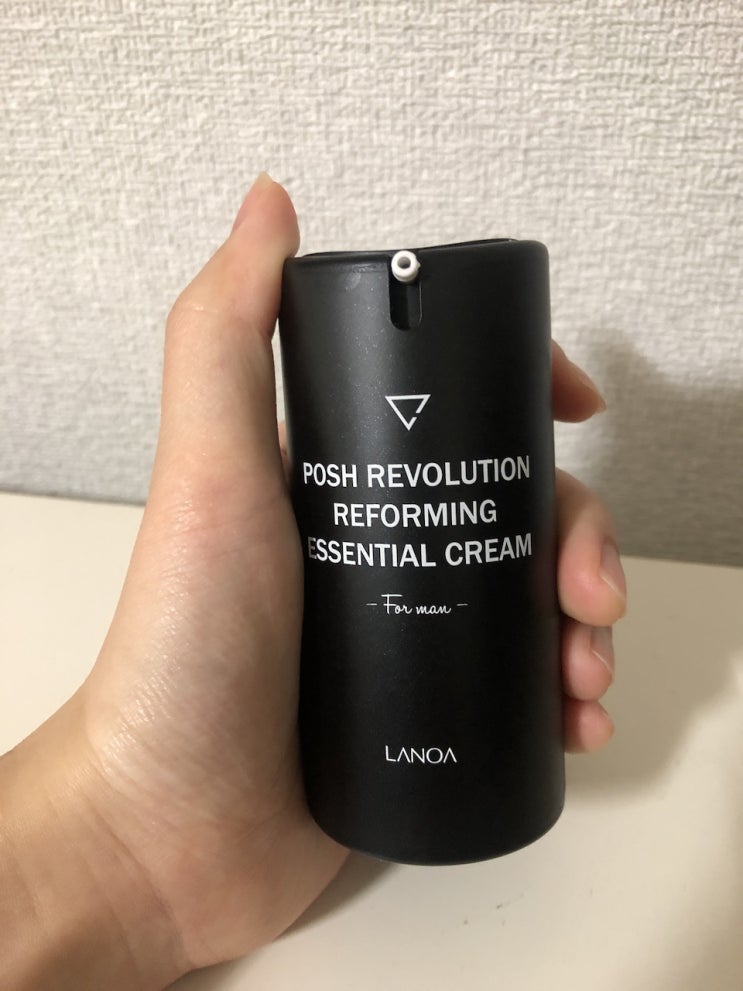 POSH REVOLUTION
REFORMING
ESSENTIAL CREAM
- For man -
LANOA